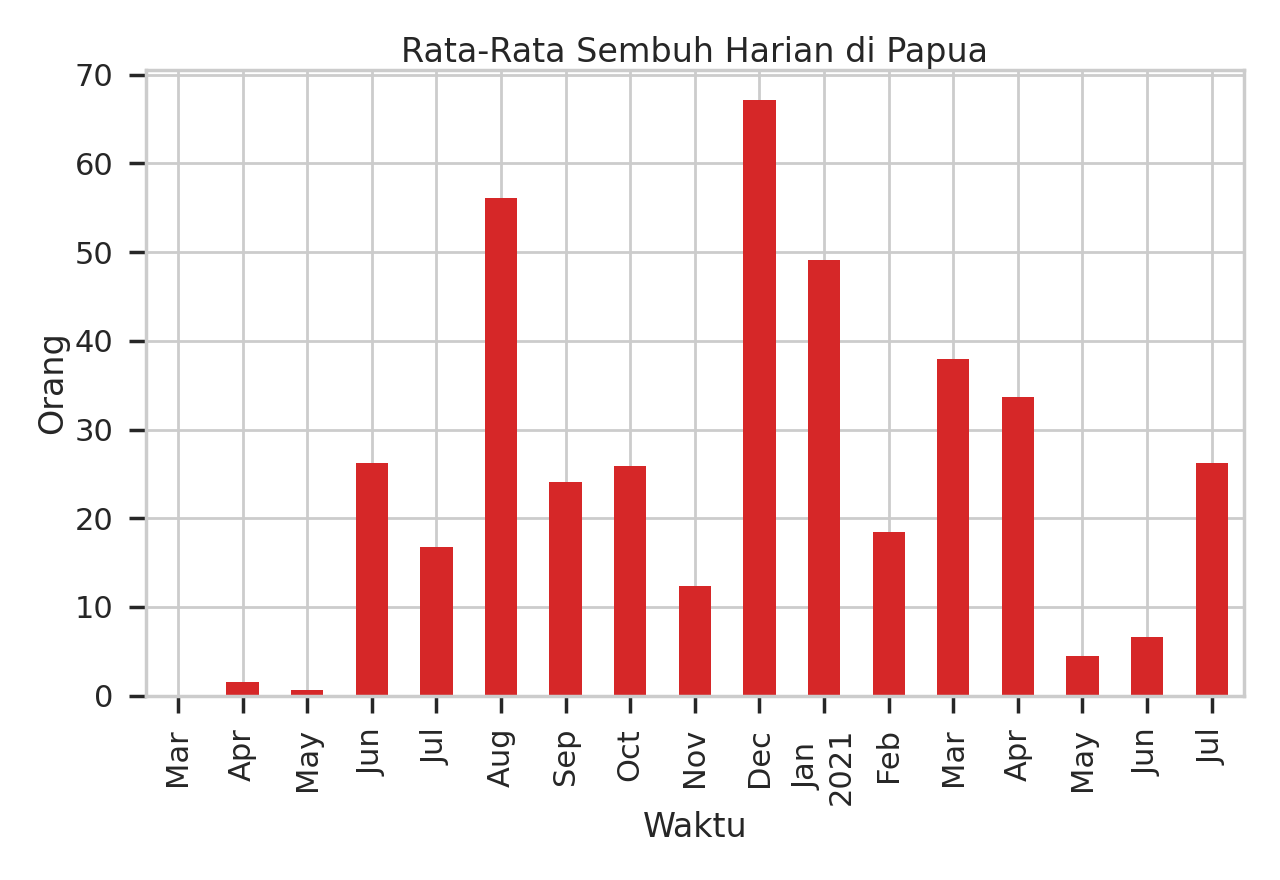 Rata-Rata Sembuh Harian di Papua
70
60
50
40
30
20
10
0
Orang
Mar
Apr
May
Jun
Jul
Aug
Sep
Oct
Nov
Dec
Jan
2021
Feb
Mar
Apr
May
Jun
Jul
Waktu